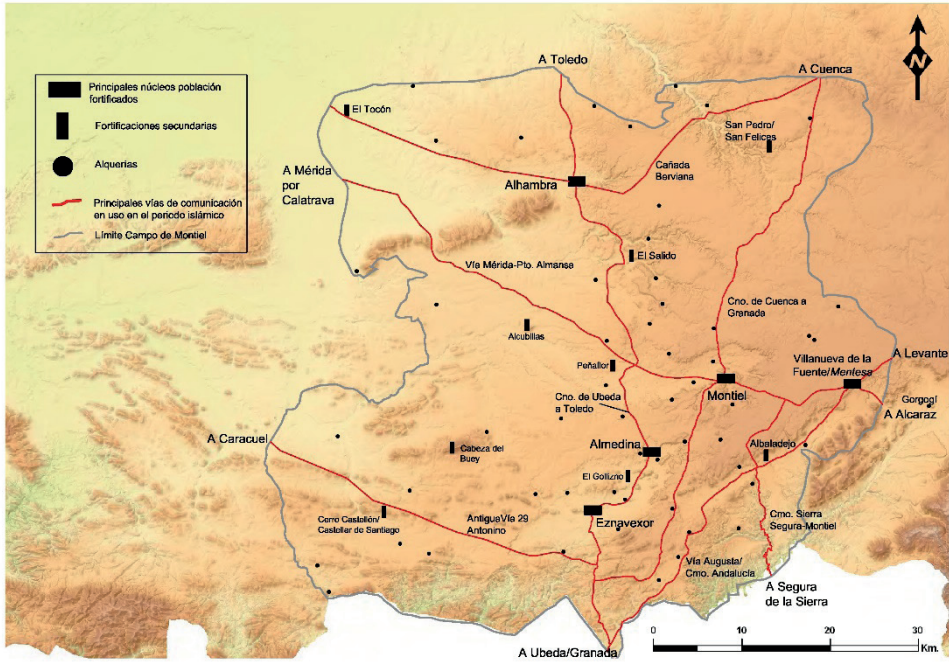 Principales núcleos población
fortificados
Fortificaciones secundarias
Alquerías
Principales vías de comunicación
en uso en el periodo islámico
Límite Campo de Montiel
N
A Toledo
A Cuenca
El Tocón
San Pedro/
San Felices
A Mérida
por
Calatrava
Alhambra
Cañada
Berviana
El Salido
Vía Mérida-Pto. Almansa
Cno. de Cuenca a
Granada
Alcubillas
Peñaflor
Villanueva de la
Fuente/Mentesa
A Levante
Montiel
Gorgogí
A Alcaraz
Cno. de Ubeda
a Toledo
A Caracuel
Cabeza del
Buey
Almedina
Albaladejo
El Gollizno
Cerro Castellón/
Castellar de Santiago
AntigueVía 29
Antonino
Eznavexor
Cmo. Sierra
Segura-Montiel
Vía Augusta/
Cmo. Andalucía
A Segura
de la Sierra
A Ubeda/Granada
0 10 20 30
Km.